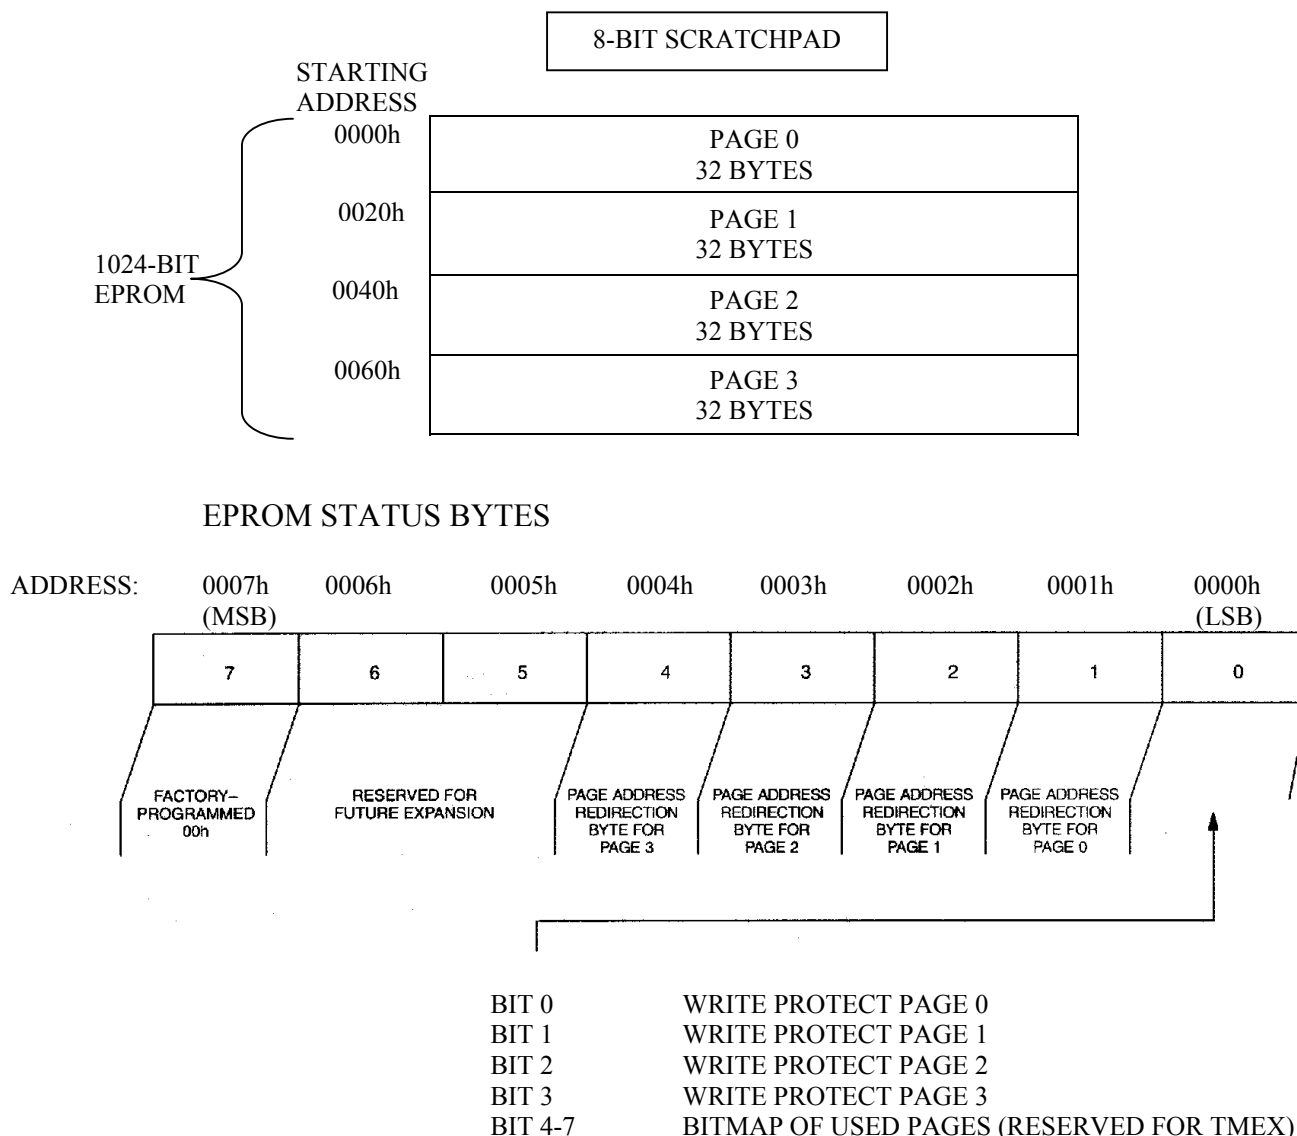 8-BIT SCRATCHPAD
STARTING
ADDRESS
0000h
PAGE 0
32 BYTES
0020h
PAGE 1
32 BYTES
1024-BIT
EPROM
0040h
PAGE 2
32 BYTES
0060h
PAGE 3
32 BYTES
EPROM STATUS BYTES
ADDRESS: 0007h 0006h 0005h 0004h 0003h 0002h 0001h 0000h
(MSB) (LSB)
7 6 5 4 3 2 1 0
FACTORY–
PROGRAMMED
00h
RESERVED FOR
FUTURE EXPANSION
PAGE ADDRESS
REDIRECTION
BYTE FOR
PAGE 3
PAGE ADDRESS
REDIRECTION
BYTE FOR
PAGE 2
PAGE ADDRESS
REDIRECTION
BYTE FOR
PAGE 1
PAGE ADDRESS
REDIRECTION
BYTE FOR
PAGE 0
BIT 0 WRITE PROTECT PAGE 0
BIT 1 WRITE PROTECT PAGE 1
BIT 2 WRITE PROTECT PAGE 2
BIT 3 WRITE PROTECT PAGE 3
BIT 4-7 BITMAP OF USED PAGES (RESERVED FOR TMEX)